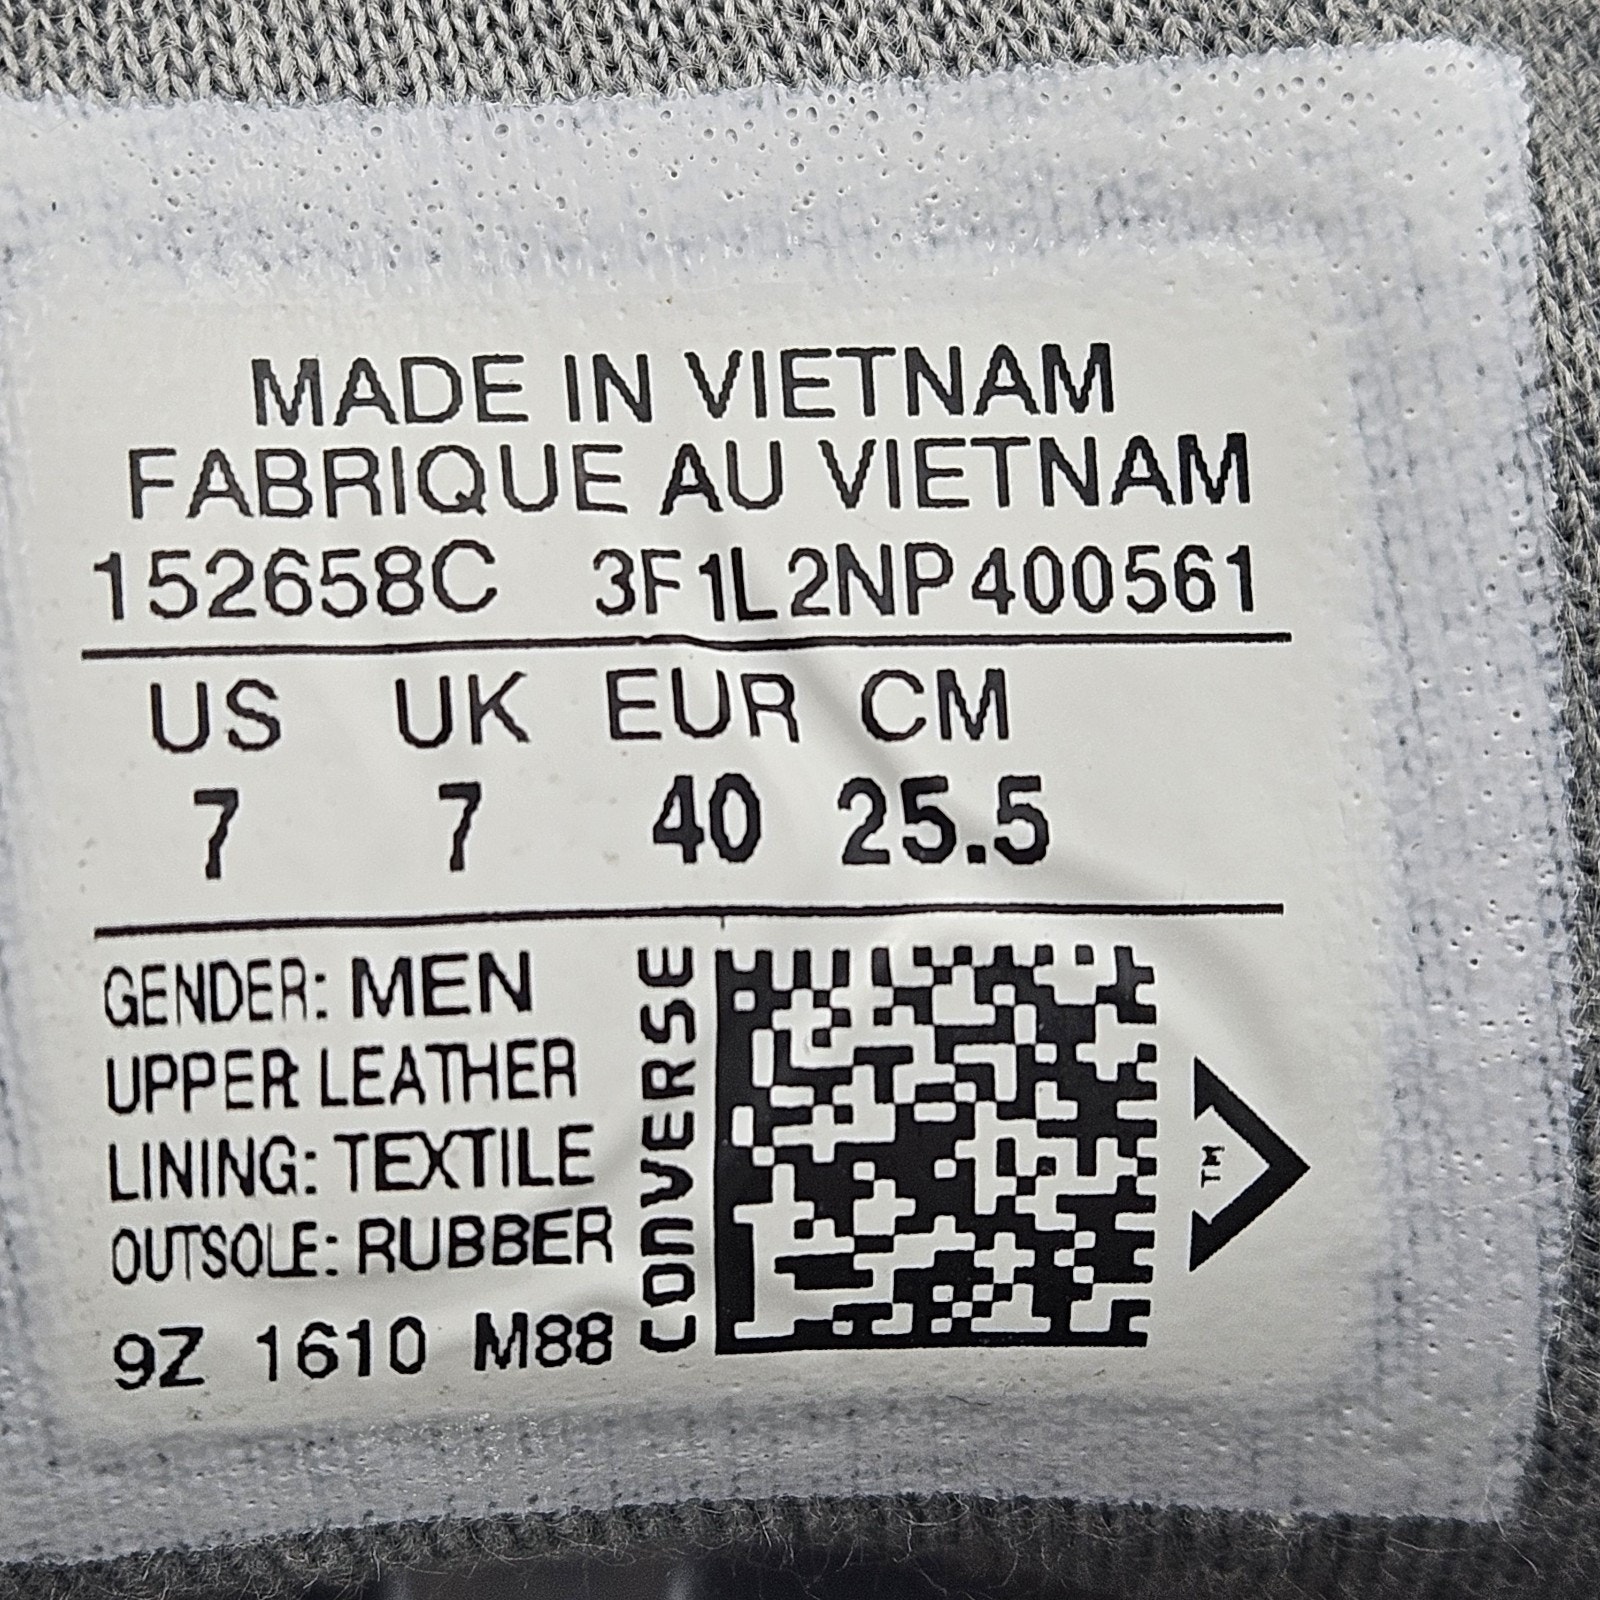 MADE IN VIETNAM
FABRIQUE AU VIETNAM
152658C 3F1L2NP400561
US UK EUR CM
7 7 40 25.5
GENDER: MEN
UPPER: LEATHER
LINING: TEXTILE
OUTSOLE: RUBBER
9Z 1610 M88
CONVERSE
TM